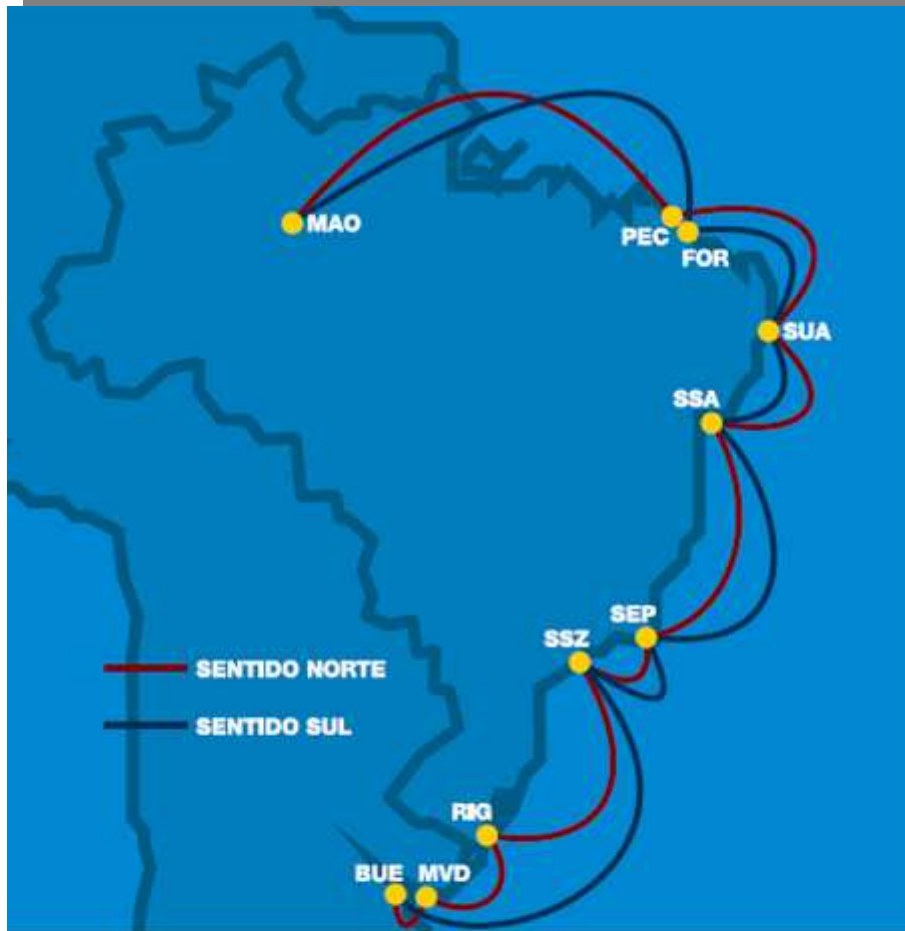 MAO
PEC
FOR
SUA
SSA
SEP
SSZ
SENTIDO NORTE
SENTIDO SUL
RIG
BUE MVD